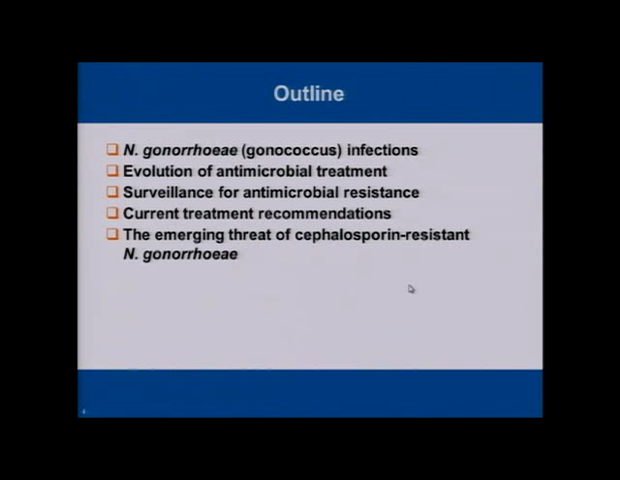 Outline
N. gonorrhoeae (gonococcus) infections
Evolution of antimicrobial treatment
Surveillance for antimicrobial resistance
Current treatment recommendations
The emerging threat of cephalosporin-resistant
N. gonorrhoeae